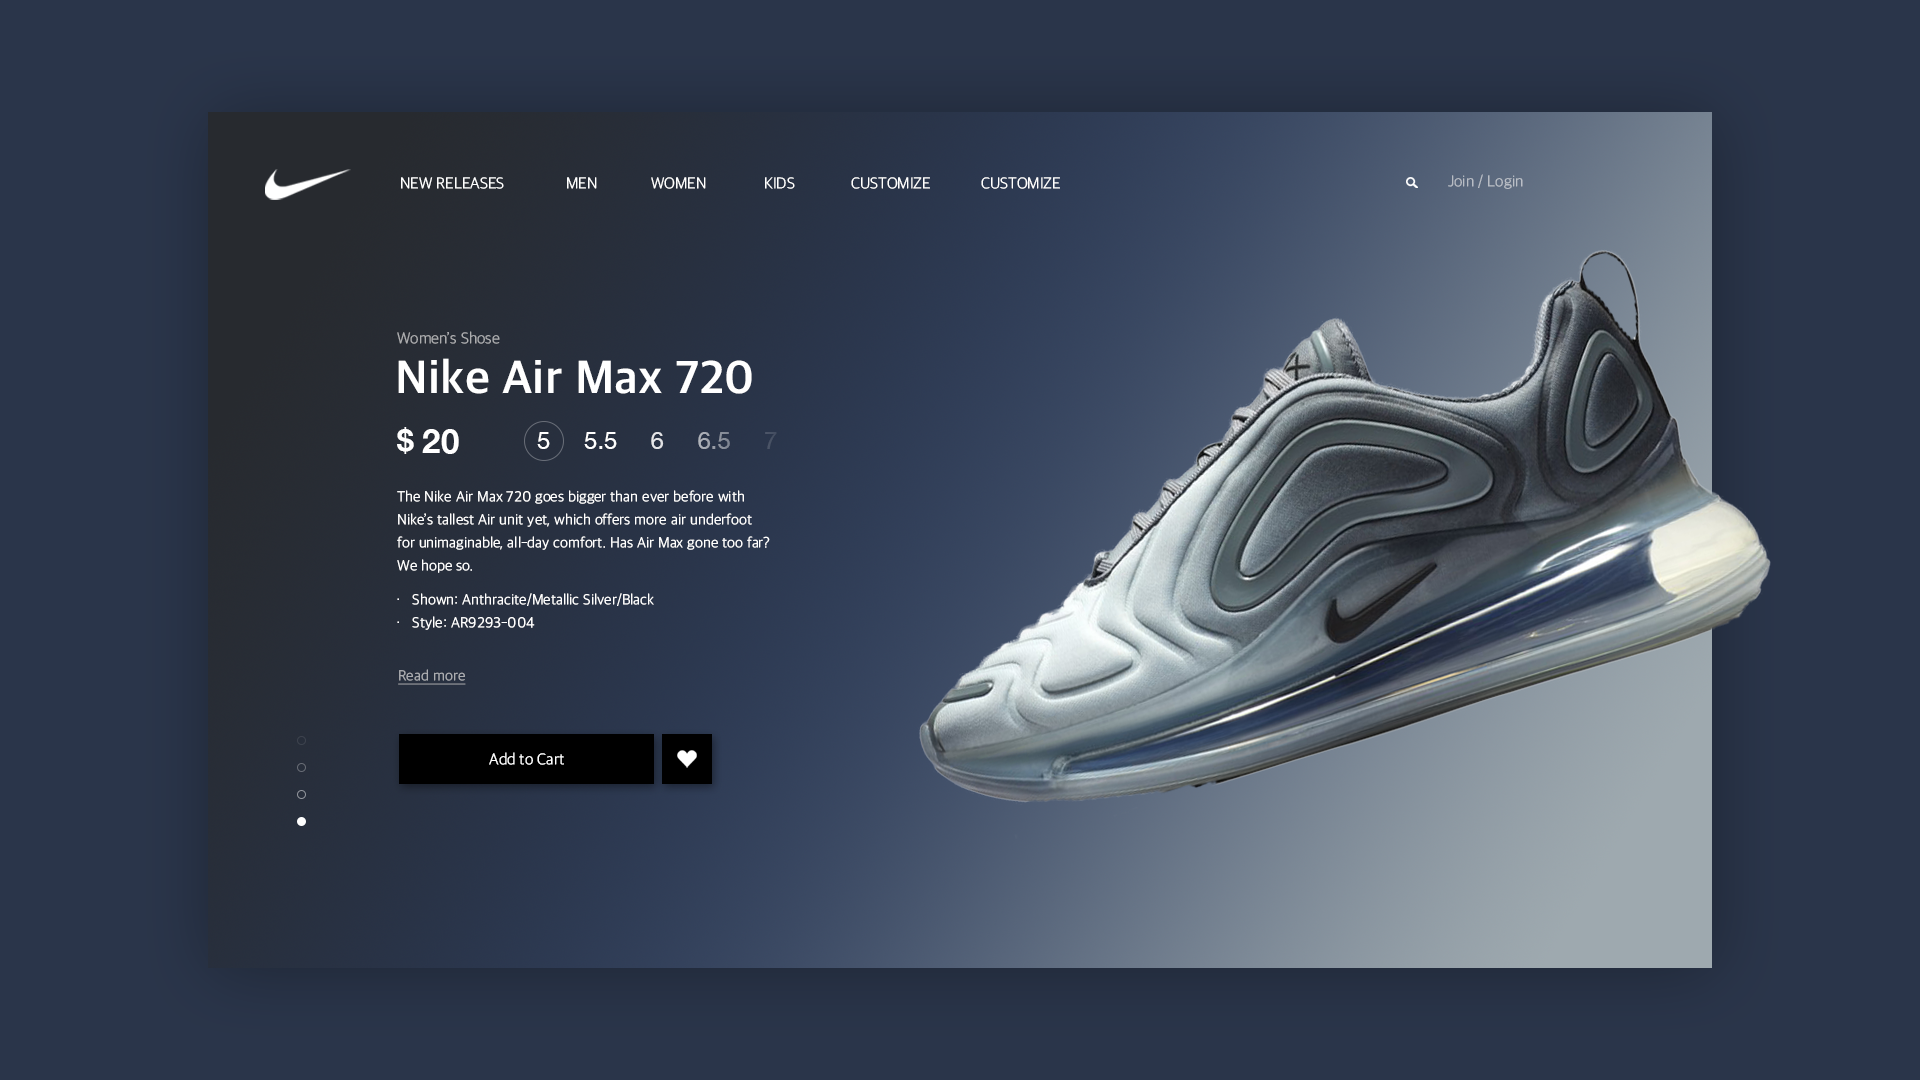 NEW RELEASES MEN WOMEN KIDS CUSTOMIZE CUSTOMIZE Join / Login
Women's Shose
Nike Air Max 720
$ 20 5 5.5 6 6.5 7
The Nike Air Max 720 goes bigger than ever before with
Nike's tallest Air unit yet, which offers more air underfoot
for unimaginable, all-day comfort. Has Air Max gone too far?
We hope so.
· Shown: Anthracite/Metallic Silver/Black
· Style: AR9293-004
Read more
Add to Cart